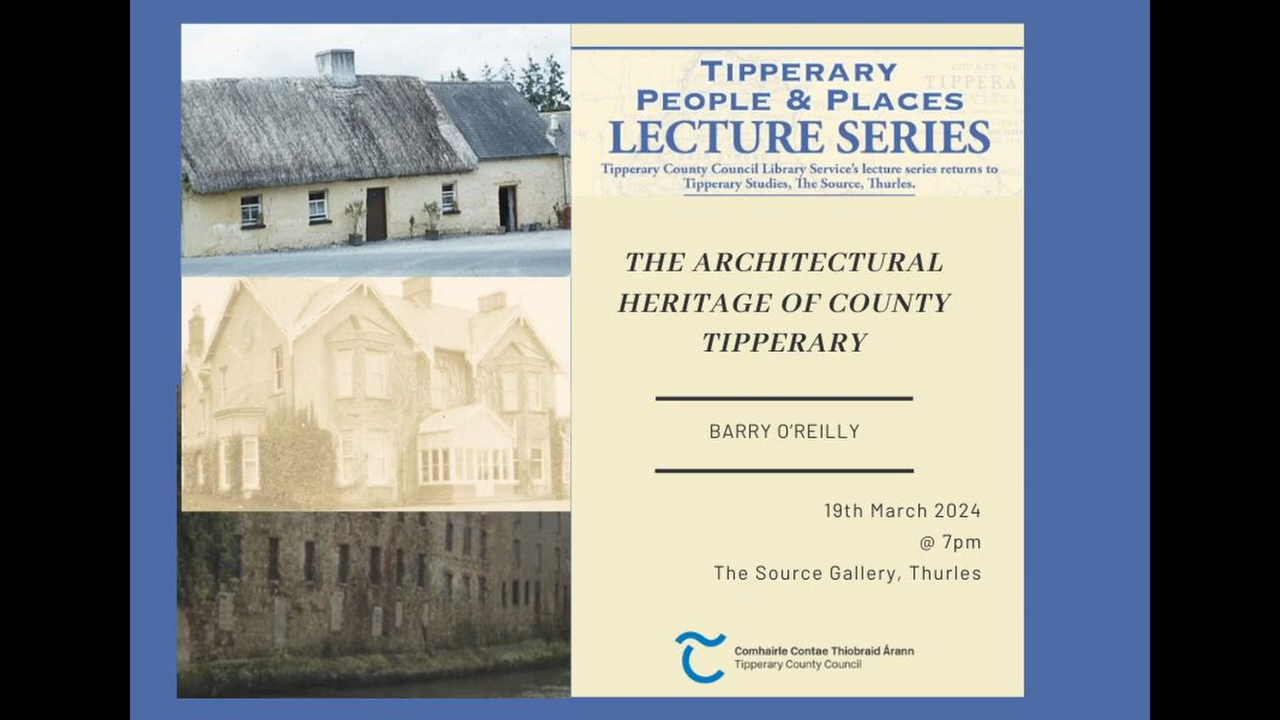 TIPPERARY
PEOPLE & PLACES
LECTURE SERIES
Tipperary County Council Library Service's lecture series returns to
Tipperary Studies, The Source, Thurles.
THE ARCHITECTURAL
HERITAGE OF COUNTY
TIPPERARY
BARRY O'REILLY
19th March 2024
@ 7pm
The Source Gallery, Thurles
Comhairle Contae Thiobraid Árann
Tipperary County Council